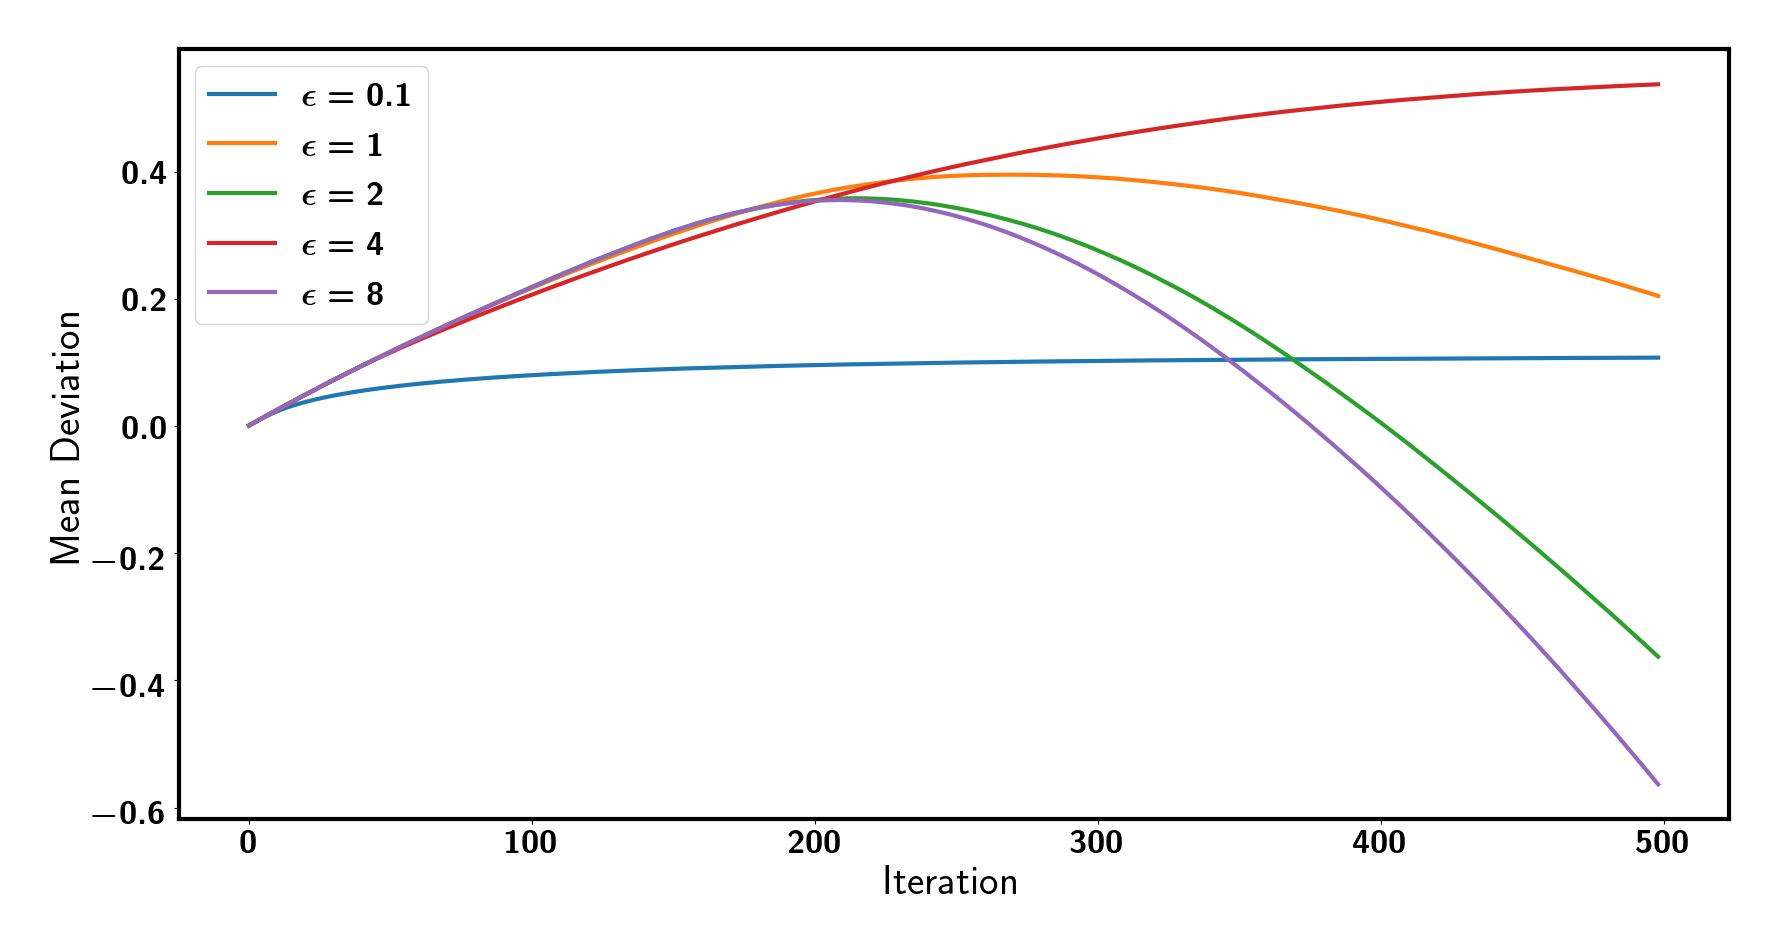 ϵ = 0.1
ϵ = 1
ϵ = 2
ϵ = 4
ϵ = 8
0.4
0.2
0.0
−0.2
−0.4
−0.6
Mean Deviation
0 100 200 300 400 500
Iteration